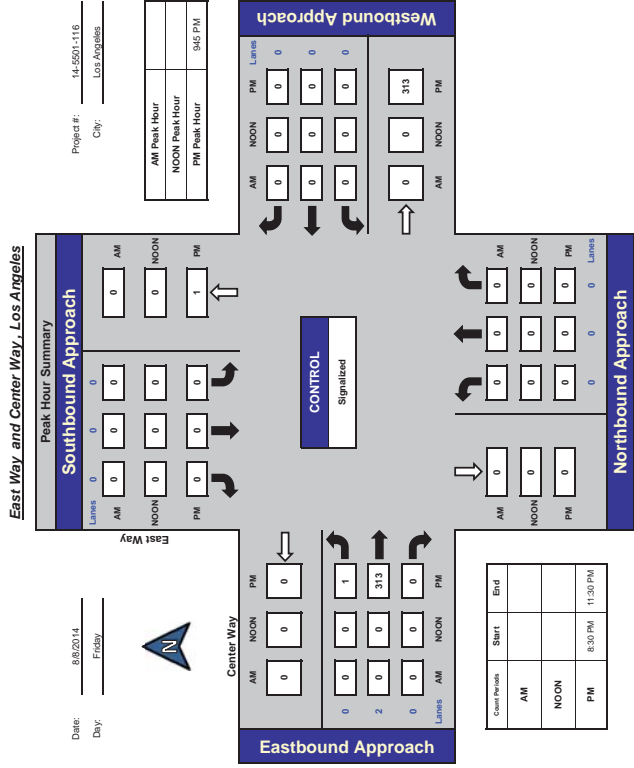 East Way and Center Way , Los Angeles
Peak Hour Summary
Southbound Approach
Project #: 14-5501-116
City: Los Angeles
Date: 8/8/2014
Day: Friday
AM Peak Hour
NOON Peak Hour
PM Peak Hour 945 PM
N
East Way
Center Way
Lanes 0 0 0
AM 0 0 0 0 AM
NOON 0 0 0 0 NOON
PM 0 0 0 1 PM
Westbound Approach
AM NOON PM Lanes
0 0 0 0
0 0 0 0
0 0 0 0
0 0 313
AM NOON PM
CONTROL
Signalized
Eastbound Approach
AM NOON PM
0 0 0
0 0 0 1
2 0 0 313
0 0 0 0
Lanes AM NOON PM
AM 0 0 0 0 AM
NOON 0 0 0 0 NOON
PM 0 0 0 0 PM
0 0 0 Lanes
Northbound Approach
Count Periods Start End
AM
NOON
PM 8:30 PM 11:30 PM